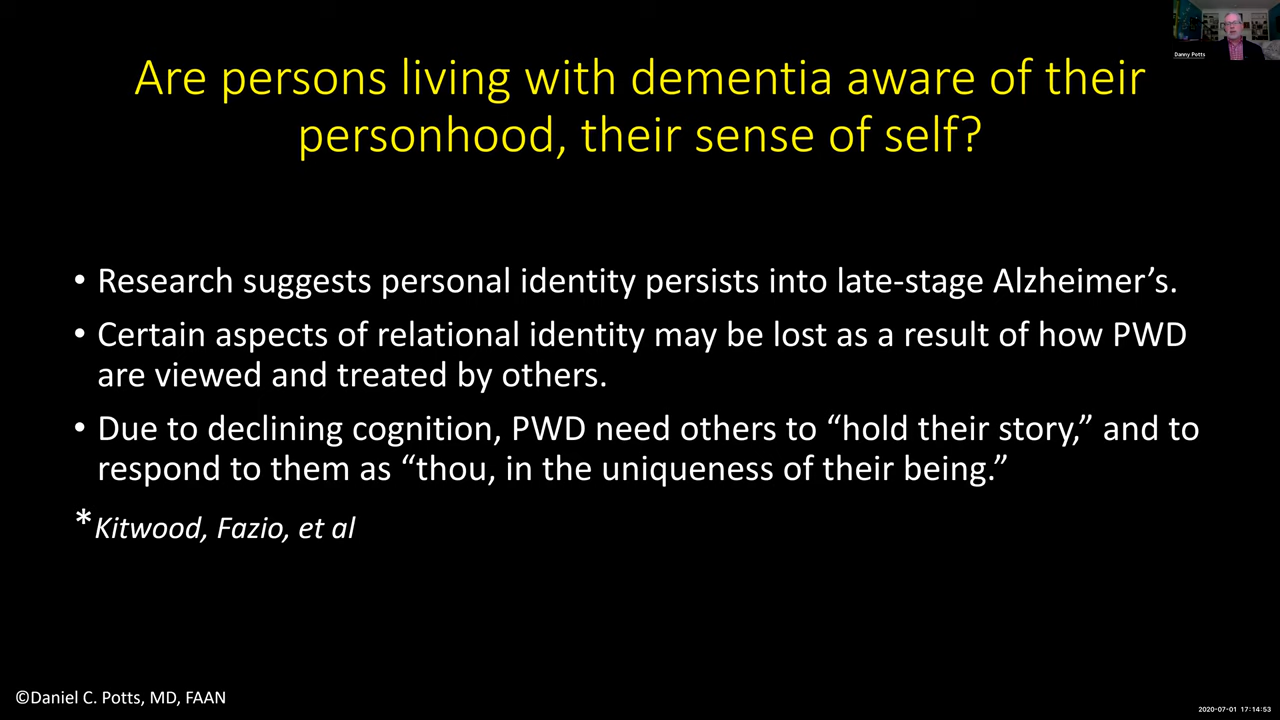 Danny Potts
Are persons living with dementia aware of their
personhood, their sense of self?
• Research suggests personal identity persists into late-stage Alzheimer’s.
• Certain aspects of relational identity may be lost as a result of how PWD
are viewed and treated by others.
• Due to declining cognition, PWD need others to “hold their story,” and to
respond to them as “thou, in the uniqueness of their being.”
*Kitwood, Fazio, et al
©Daniel C. Potts, MD, FAAN
2020-07-01 17:14:53